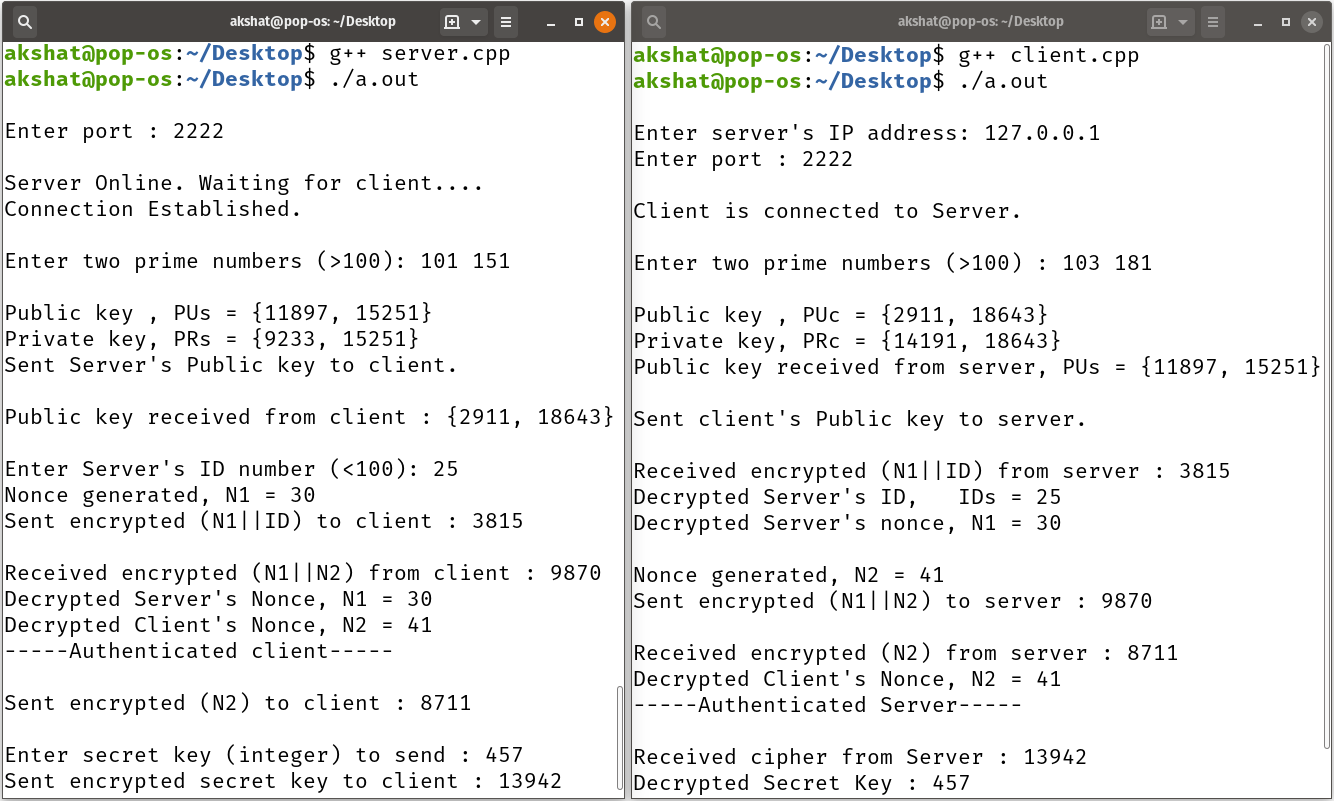 akshat@pop-os: ~/Desktop
akshat@pop-os:~/Desktop$ g++ server.cpp
akshat@pop-os:~/Desktop$ ./a.out
Enter port : 2222
Server Online. Waiting for client....
Connection Established.
Enter two prime numbers (>100): 101 151
Public key , PUs = {11897, 15251}
Private key, PRs = {9233, 15251}
Sent Server's Public key to client.
Public key received from client : {2911, 18643}
Enter Server's ID number (<100): 25
Nonce generated, N1 = 30
Sent encrypted (N1||ID) to client : 3815
Received encrypted (N1||N2) from client : 9870
Decrypted Server's Nonce, N1 = 30
Decrypted Client's Nonce, N2 = 41
-----Authenticated client-----
Sent encrypted (N2) to client : 8711
Enter secret key (integer) to send : 457
Sent encrypted secret key to client : 13942
akshat@pop-os: ~/Desktop
akshat@pop-os:~/Desktop$ g++ client.cpp
akshat@pop-os:~/Desktop$ ./a.out
Enter server's IP address: 127.0.0.1
Enter port : 2222
Client is connected to Server.
Enter two prime numbers (>100) : 103 181
Public key , PUc = {2911, 18643}
Private key, PRc = {14191, 18643}
Public key received from server, PUs = {11897, 15251}
Sent client's Public key to server.
Received encrypted (N1||ID) from server : 3815
Decrypted Server's ID,   IDs = 25
Decrypted Server's nonce, N1 = 30
Nonce generated, N2 = 41
Sent encrypted (N1||N2) to server : 9870
Received encrypted (N2) from server : 8711
Decrypted Client's Nonce, N2 = 41
-----Authenticated Server-----
Received cipher from Server : 13942
Decrypted Secret Key : 457